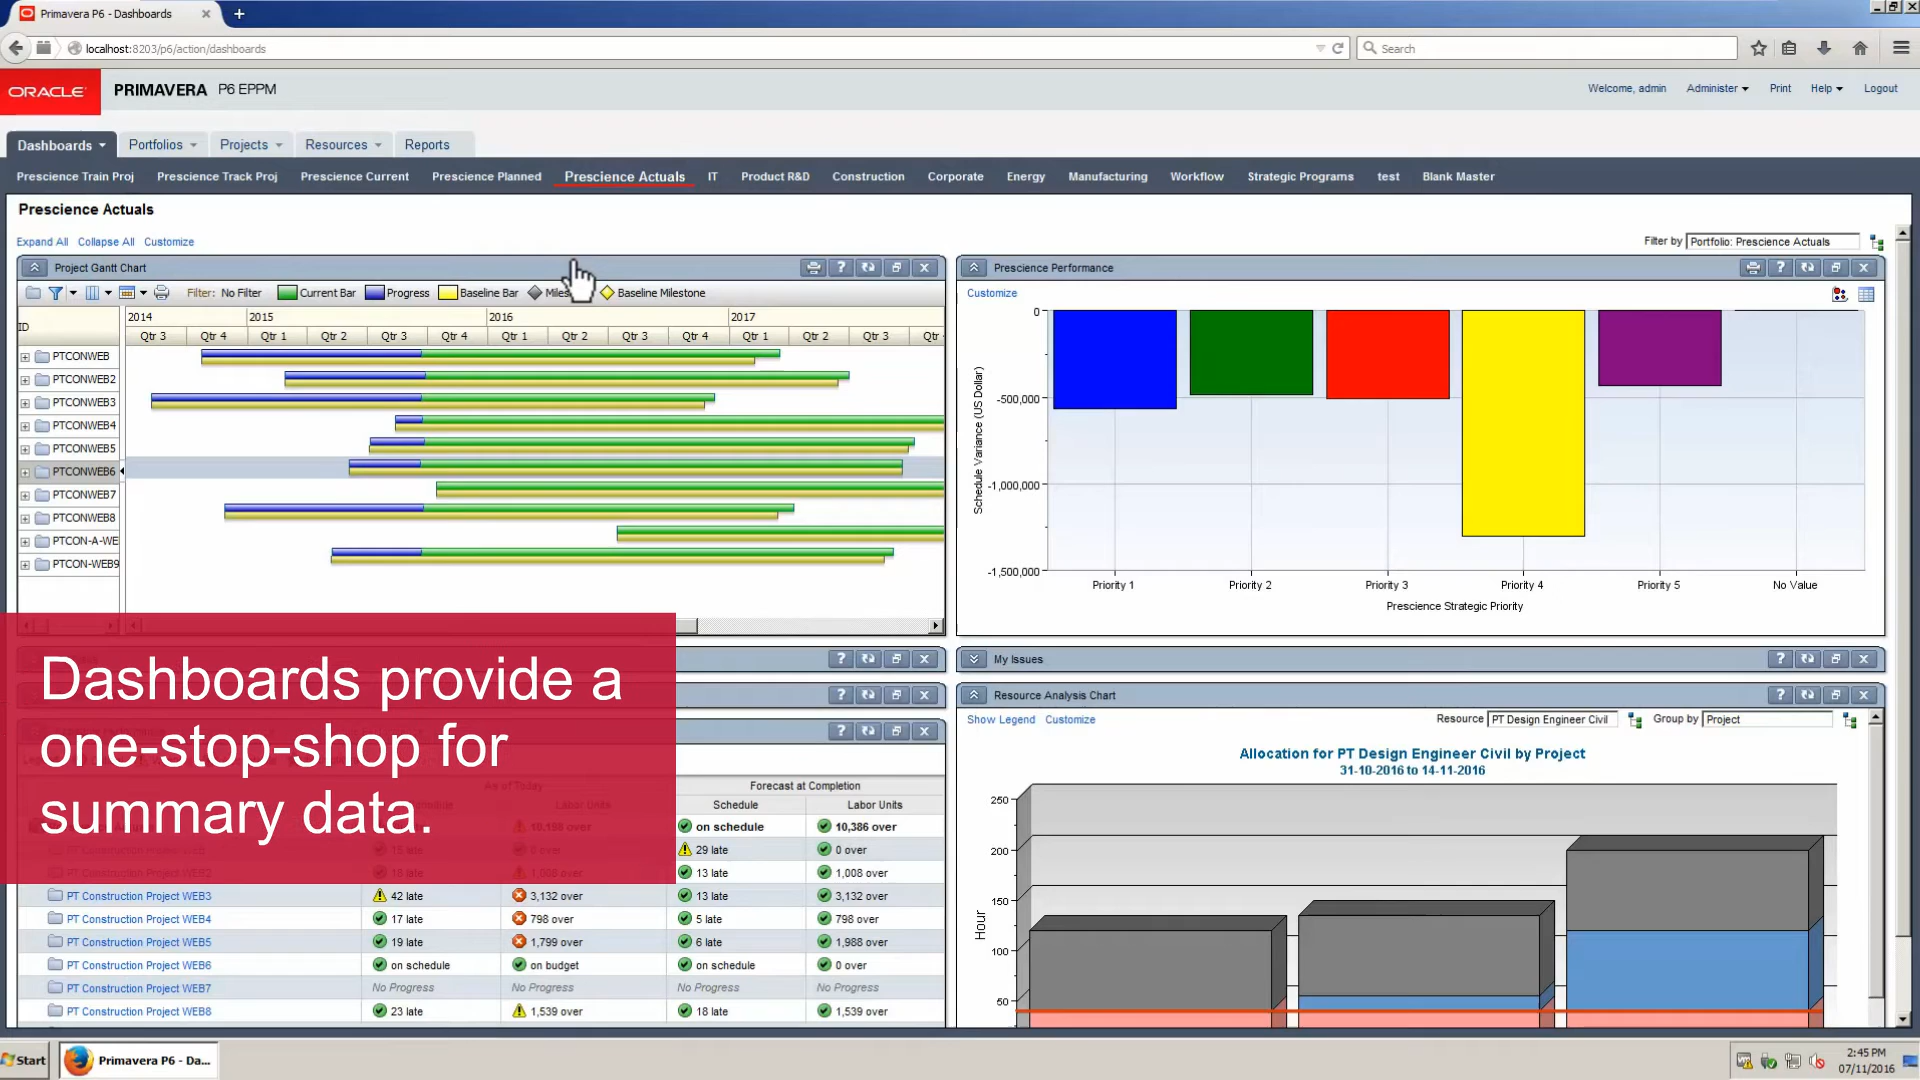 Primavera P6 - Dashboards
localhost:8203/p6/action/dashboards
Search
ORACLE
PRIMAVERA P6 EPPM
Welcome, admin Administer Print Help Logout
Dashboards Portfolios Projects Resources Reports
Prescience Train Proj Prescience Track Proj Prescience Current Prescience Planned Prescience Actuals IT Product R&D Construction Corporate Energy Manufacturing Workflow Strategic Programs test Blank Master
Prescience Actuals
Expand All Collapse All Customize
Filter by Portfolio: Prescience Actuals
Project Gantt Chart
Filter: No Filter Current Bar Progress Baseline Bar Baseline Milestone
ID
2014 2015 2016 2017
Qtr 3 Qtr 4 Qtr 1 Qtr 2 Qtr 3 Qtr 4 Qtr 1 Qtr 2 Qtr 3 Qtr 4 Qtr 1 Qtr 2 Qtr 3 Qtr
PTCONWEB
PTCONWEB2
PTCONWEB3
PTCONWEB4
PTCONWEB5
PTCONWEB6
PTCONWEB7
PTCONWEB8
PTCON-A-WE
PTCON-WEB9
Prescience Performance
Customize
Schedule Variance (US Dollar)
0
-500,000
-1,000,000
-1,500,000
Priority 1 Priority 2 Priority 3 Priority 4 Priority 5 No Value
Prescience Strategic Priority
Dashboards provide a
one-stop-shop for
summary data.
As of Today Forecast at Completion
Labor Units Schedule Labor Units
10,198 over on schedule 10,386 over
29 late 0 over
13 late 1,008 over
PT Construction Project WEB3 42 late 3,132 over 13 late 3,132 over
PT Construction Project WEB4 17 late 798 over 5 late 798 over
PT Construction Project WEB5 19 late 1,799 over 6 late 1,988 over
PT Construction Project WEB6 on schedule on budget on schedule 0 over
PT Construction Project WEB7 No Progress No Progress No Progress No Progress
PT Construction Project WEB8 23 late 1,539 over 18 late 1,539 over
My Issues
Resource Analysis Chart
Show Legend Customize
Resource PT Design Engineer Civil Group by Project
Allocation for PT Design Engineer Civil by Project
31-10-2016 to 14-11-2016
Hour
250
200
150
100
50
Start Primavera P6 - Da...
2:45 PM
07/11/2016